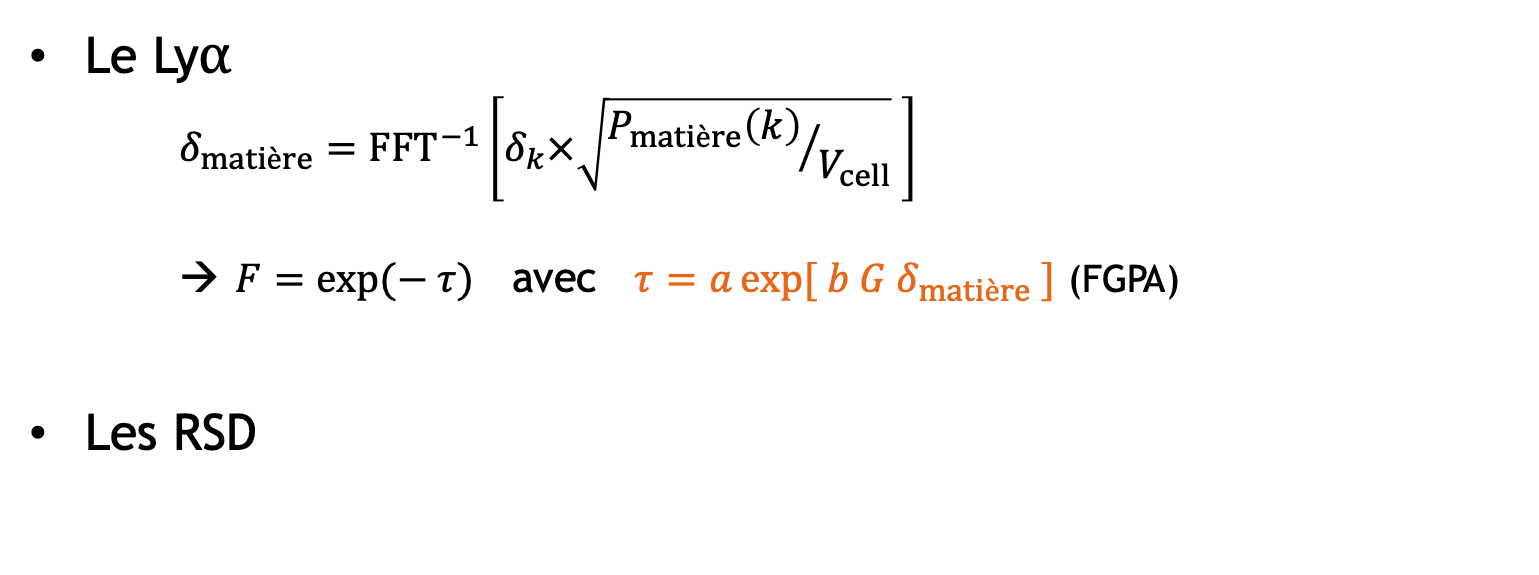 • Le Lyα
δ_matière = FFT⁻¹ [δ_k × √(P_matière(k)/V_cell)]
→ F = exp(− τ) avec τ = a exp[ b G δ_matière ] (FGPA)
• Les RSD